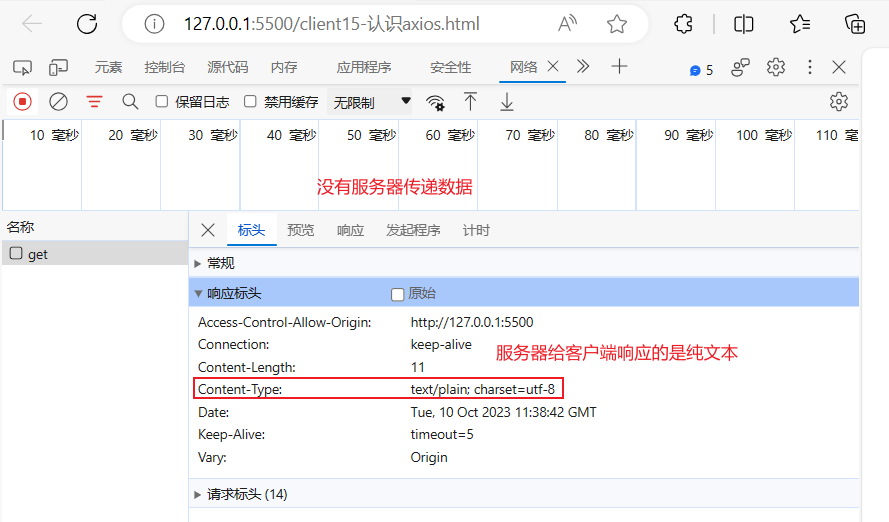 127.0.0.1:5500/client15-认识axios.html
元素 控制台 源代码 内存 应用程序 安全性 网络 5
保留日志 禁用缓存 无限制
10 毫秒 20 毫秒 30 毫秒 40 毫秒 50 毫秒 60 毫秒 70 毫秒 80 毫秒 90 毫秒 100 毫秒 110 毫
没有服务器传递数据
名称 标头 预览 响应 发起程序 计时
get
常规
响应标头 原始
Access-Control-Allow-Origin: http://127.0.0.1:5500
Connection: keep-alive
服务器给客户端响应的是纯文本
Content-Length: 11
Content-Type: text/plain; charset=utf-8
Date: Tue, 10 Oct 2023 11:38:42 GMT
Keep-Alive: timeout=5
Vary: Origin
请求标头 (14)